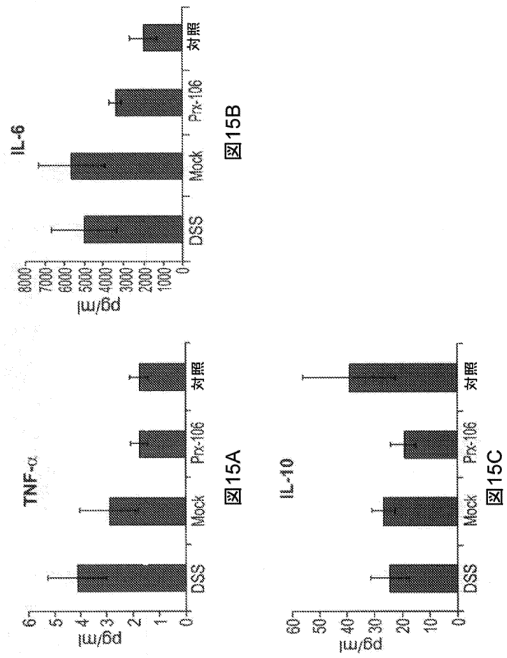 TNF-α
pg/ml
6
5
4
3
2
1
0
DSS
Mock
Prx-106
対照
図15A
IL-6
pg/ml
8000
7000
6000
5000
4000
3000
2000
1000
0
DSS
Mock
Prx-106
対照
図15B
IL-10
pg/ml
60
50
40
30
20
10
0
DSS
Mock
Prx-106
対照
図15C